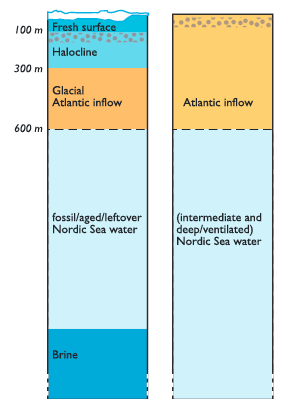 100 m
Fresh surface
Halocline
300 m
Glacial
Atlantic inflow
600 m
fossil/aged/leftover
Nordic Sea water
Brine
Atlantic inflow
(intermediate and
deep/ventilated)
Nordic Sea water